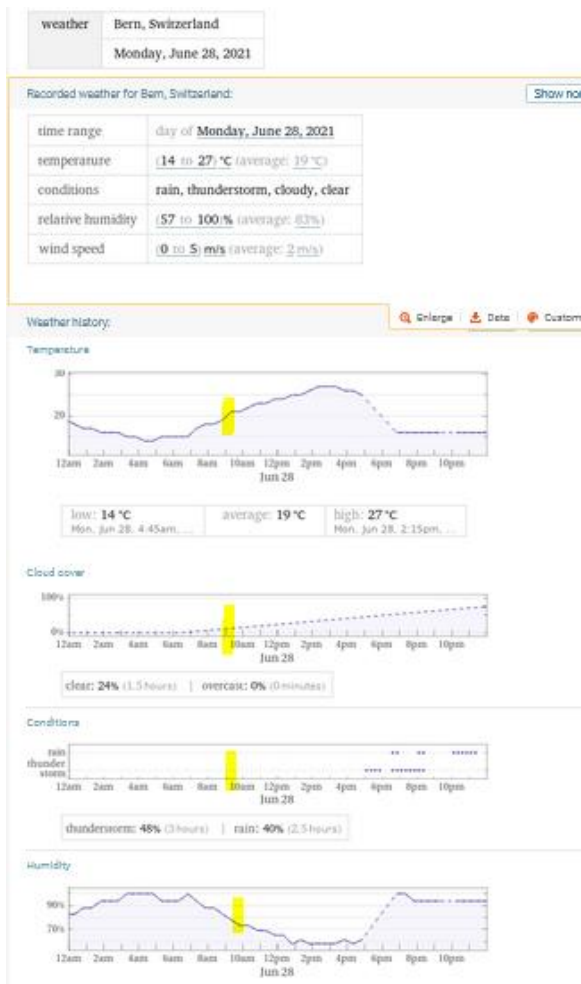 weather Bern, Switzerland
Monday, June 28, 2021
Recorded weather for Bern, Switzerland: Show nor
time range day of Monday, June 28, 2021
temperature (14 to 27) °C (average: 19 °C)
conditions rain, thunderstorm, cloudy, clear
relative humidity (57 to 100)% (average: 83%)
wind speed (0 to 5) m/s (average: 2 m/s)
Weather history: Enlarge Data Custom
Temperature
30
20
12am 2am 4am 6am 8am 10am 12pm 2pm 4pm 6pm 8pm 10pm
Jun 28
low: 14 °C average: 19 °C high: 27 °C
Mon, Jun 28, 4:45am, ... Mon, Jun 28, 2:15pm, ...
Cloud cover
100%
0%
12am 2am 4am 6am 8am 10am 12pm 2pm 4pm 6pm 8pm 10pm
Jun 28
clear: 24% (1.5 hours) | overcast: 0% (0 minutes)
Conditions
rain
thunder
storm
12am 2am 4am 6am 8am 10am 12pm 2pm 4pm 6pm 8pm 10pm
Jun 28
thunderstorm: 48% (3 hours) | rain: 40% (2.5 hours)
Humidity
90%
70%
12am 2am 4am 6am 8am 10am 12pm 2pm 4pm 6pm 8pm 10pm
Jun 28